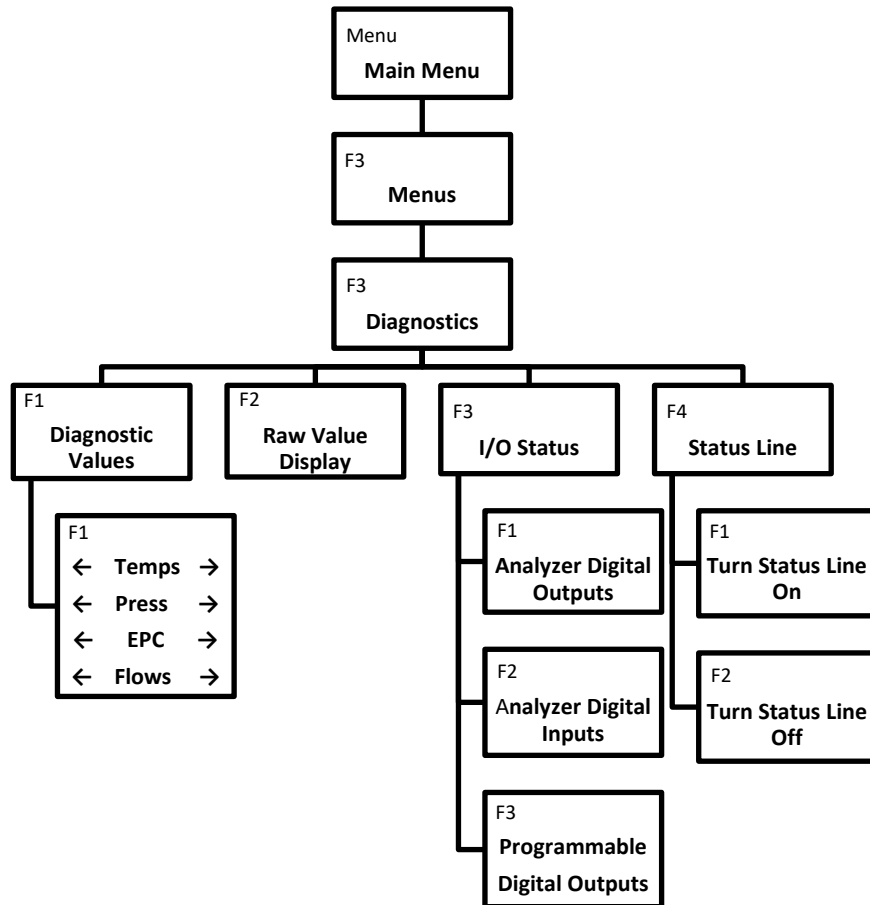 Menu
Main Menu
F3
Menus
F3
Diagnostics
F1
Diagnostic
Values
F2
Raw Value
Display
F3
I/O Status
F4
Status Line
F1
← Temps →
← Press →
← EPC →
← Flows →
F1
Analyzer Digital
Outputs
F2
Analyzer Digital
Inputs
F3
Programmable
Digital Outputs
F1
Turn Status Line
On
F2
Turn Status Line
Off